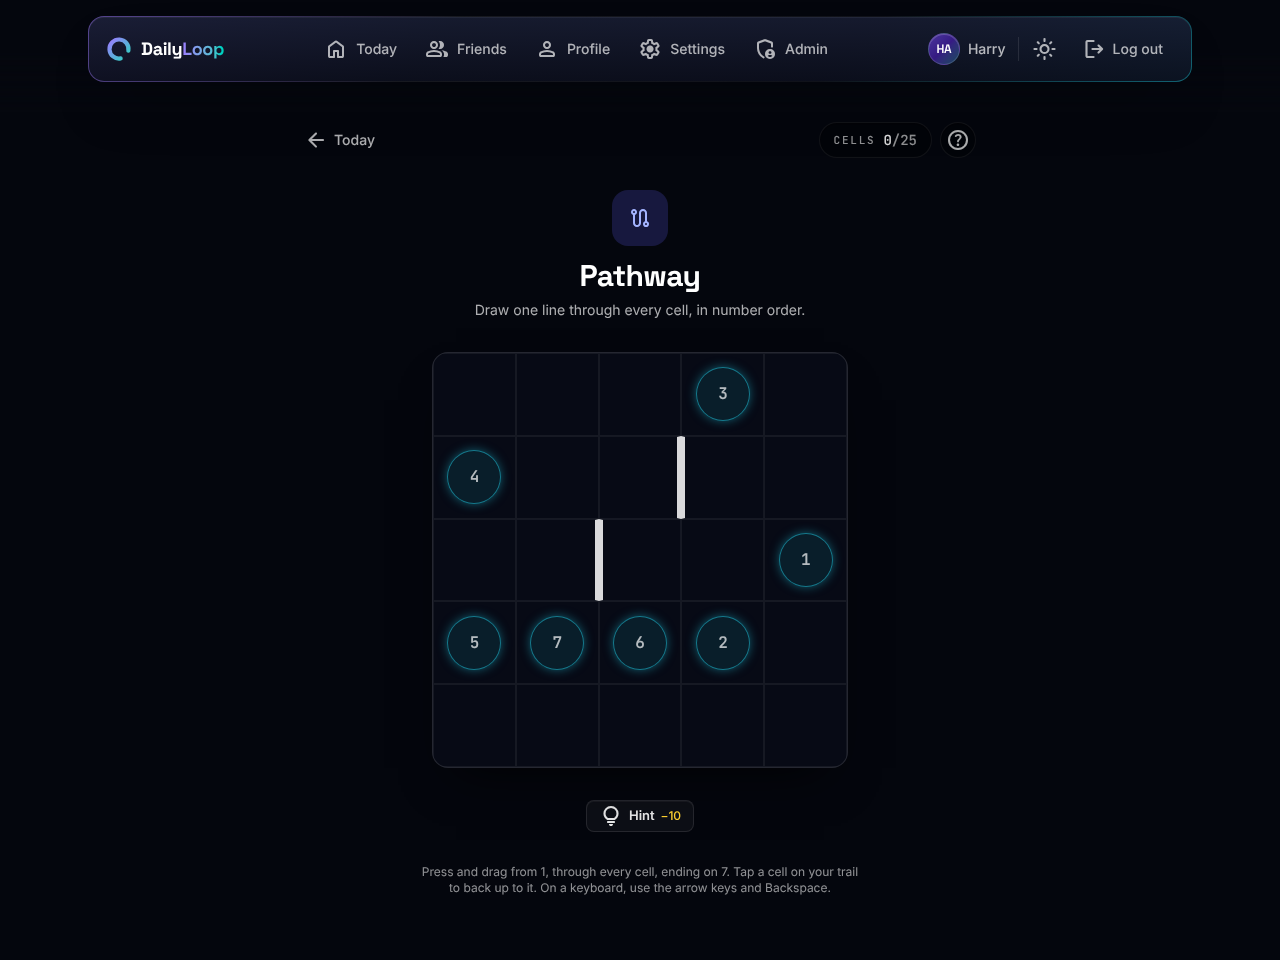 DailyLoop Today Friends Profile Settings Admin HA Harry Log out
Today CELLS 0/25
Pathway
Draw one line through every cell, in number order.
3
4
1
5 7 6 2
Hint −10
Press and drag from 1, through every cell, ending on 7. Tap a cell on your trail
to back up to it. On a keyboard, use the arrow keys and Backspace.